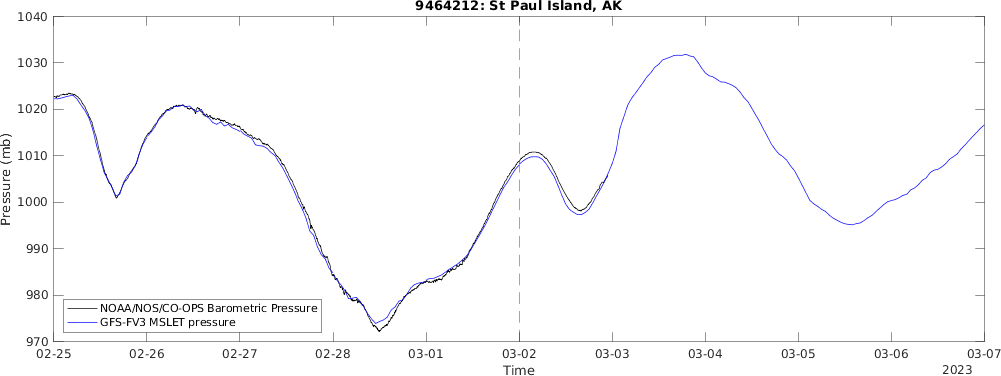 9464212: St Paul Island, AK
Pressure (mb)
1040
1030
1020
1010
1000
990
980
970
NOAA/NOS/CO-OPS Barometric Pressure
GFS-FV3 MSLET pressure
02-25 02-26 02-27 02-28 03-01 03-02 03-03 03-04 03-05 03-06 03-07
Time
2023